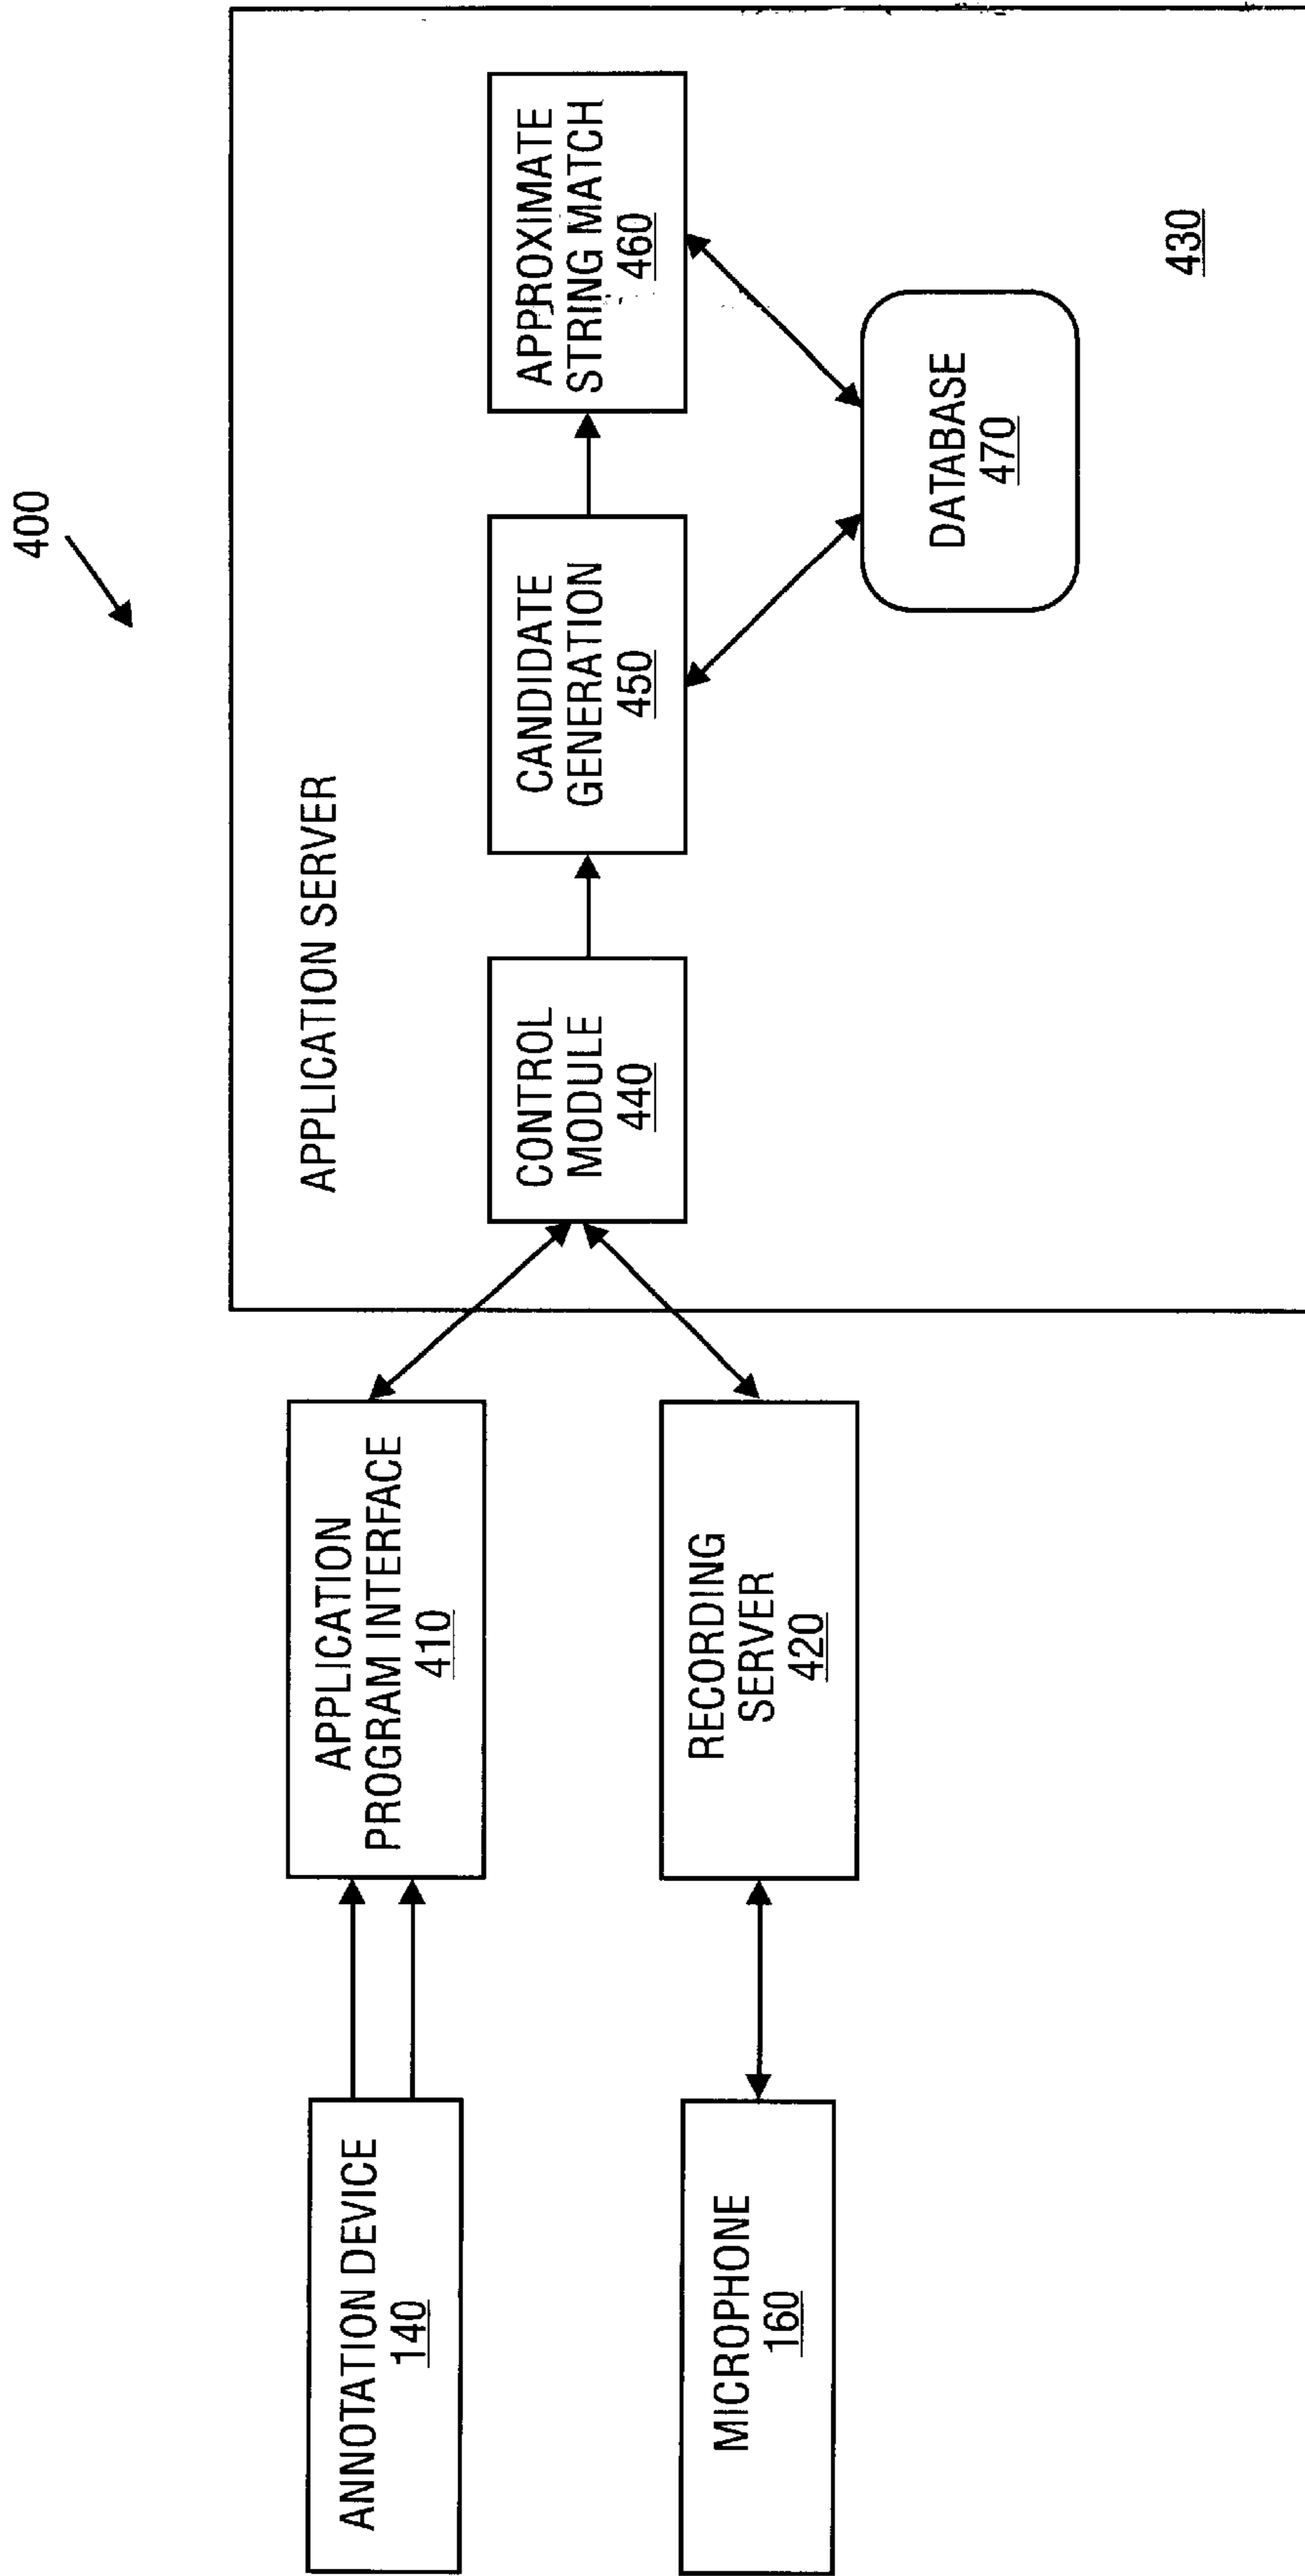 400
APPLICATION SERVER
430
ANNOTATION DEVICE
140
APPLICATION
PROGRAM INTERFACE
410
CONTROL
MODULE
440
CANDIDATE
GENERATION
450
APPROXIMATE
STRING MATCH
460
MICROPHONE
160
RECORDING
SERVER
420
DATABASE
470